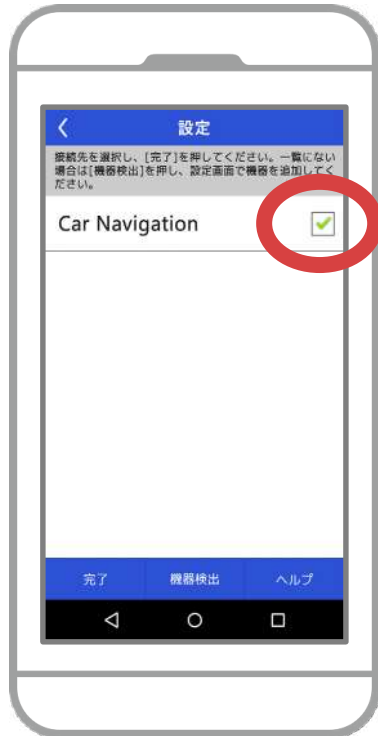 設定
接続先を選択し、[完了]を押してください。一覧にない
場合は[機器検出]を押し、設定画面で機器を追加してく
ださい。
Car Navigation
完了 機器検出 ヘルプ